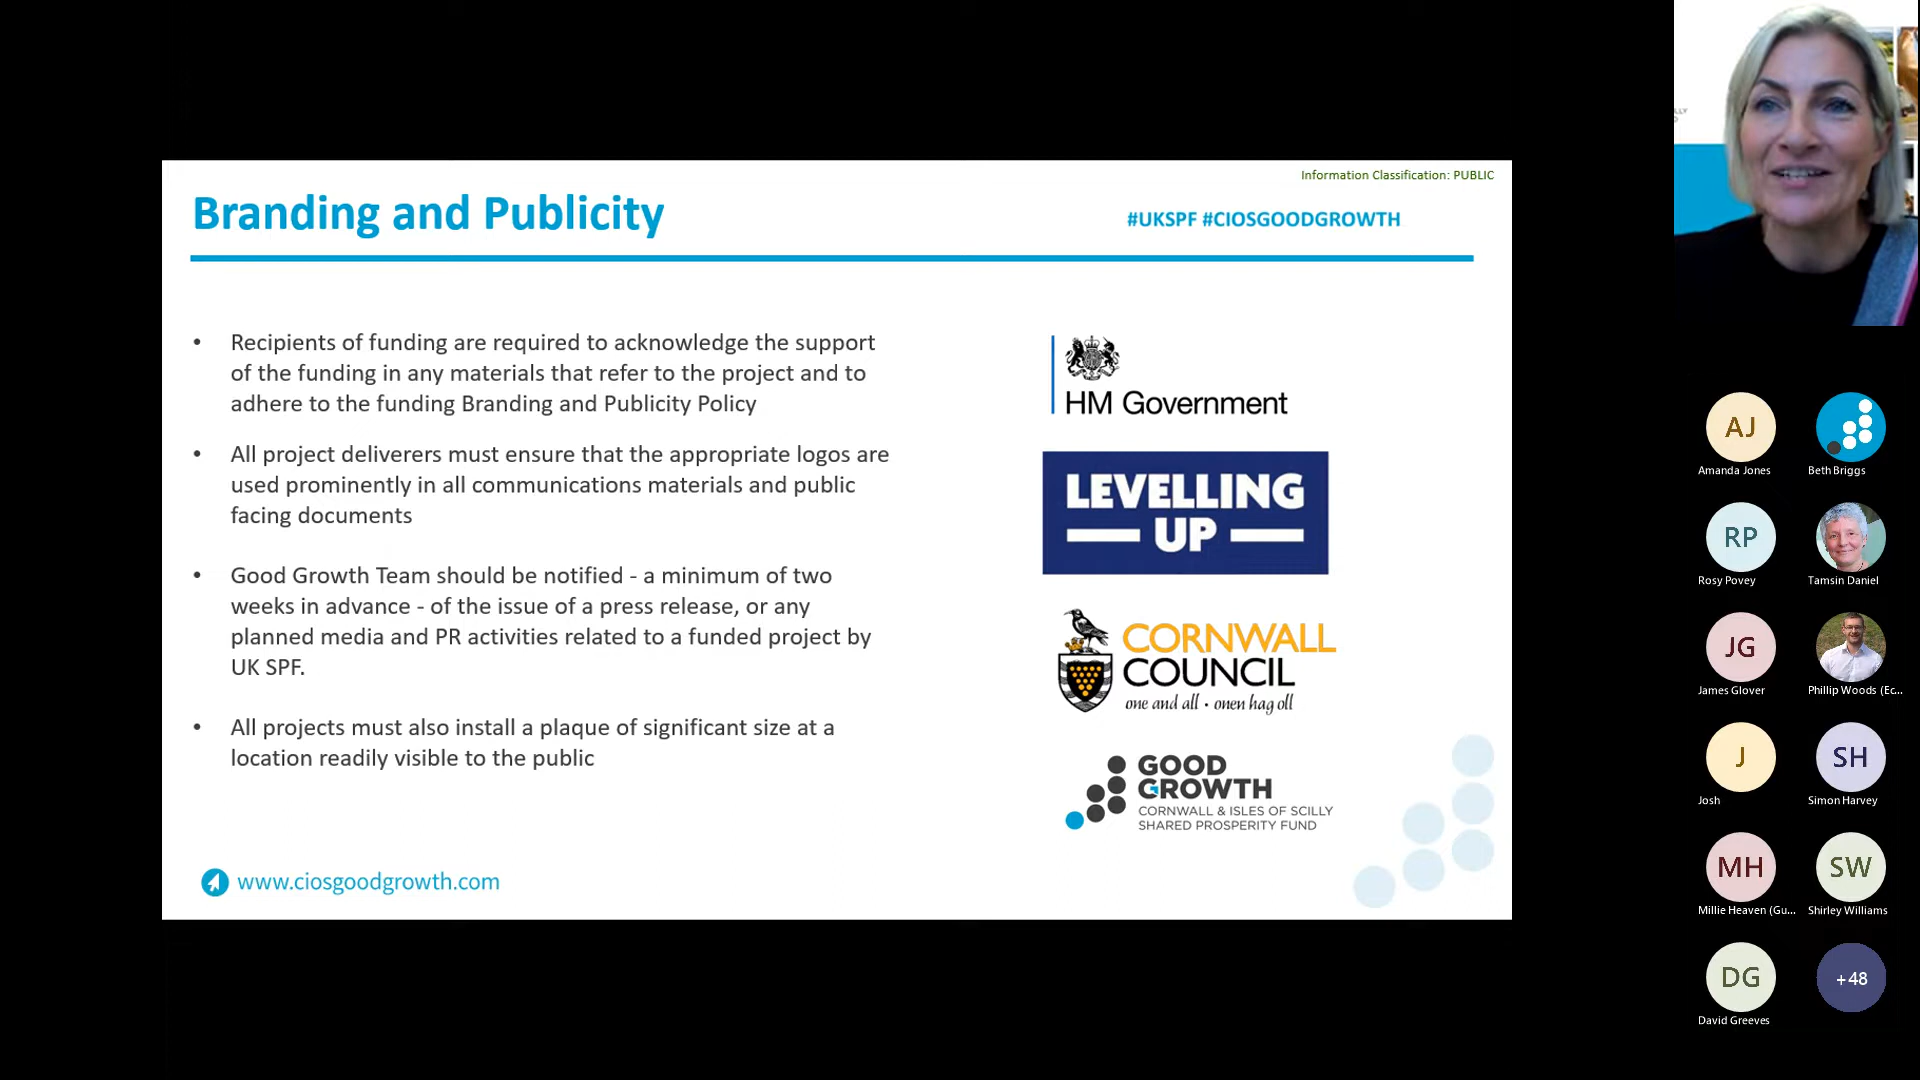 Information Classification: PUBLIC
Branding and Publicity
#UKSPF #CIOSGOODGROWTH
• Recipients of funding are required to acknowledge the support
of the funding in any materials that refer to the project and to
adhere to the funding Branding and Publicity Policy
• All project deliverers must ensure that the appropriate logos are
used prominently in all communications materials and public
facing documents
• Good Growth Team should be notified - a minimum of two
weeks in advance - of the issue of a press release, or any
planned media and PR activities related to a funded project by
UK SPF.
• All projects must also install a plaque of significant size at a
location readily visible to the public
www.ciosgoodgrowth.com
HM Government
LEVELLING
UP
CORNWALL
COUNCIL
one and all • onen hag oll
GOOD
GROWTH
CORNWALL & ISLES OF SCILLY
SHARED PROSPERITY FUND
AJ
Amanda Jones
Beth Briggs
RP
Rosy Povey
Tamsin Daniel
JG
James Glover
Phillip Woods (Ec...
J
Josh
SH
Simon Harvey
MH
Millie Heaven (Gu...
SW
Shirley Williams
DG
David Greeves
+48